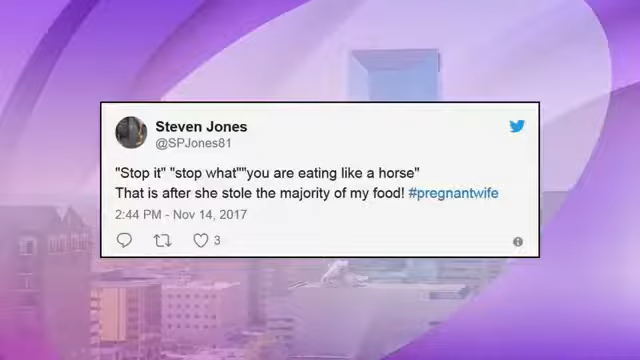 Steven Jones
@SPJones81
"Stop it" "stop what""you are eating like a horse"
That is after she stole the majority of my food! #pregnantwife
2:44 PM - Nov 14, 2017
3